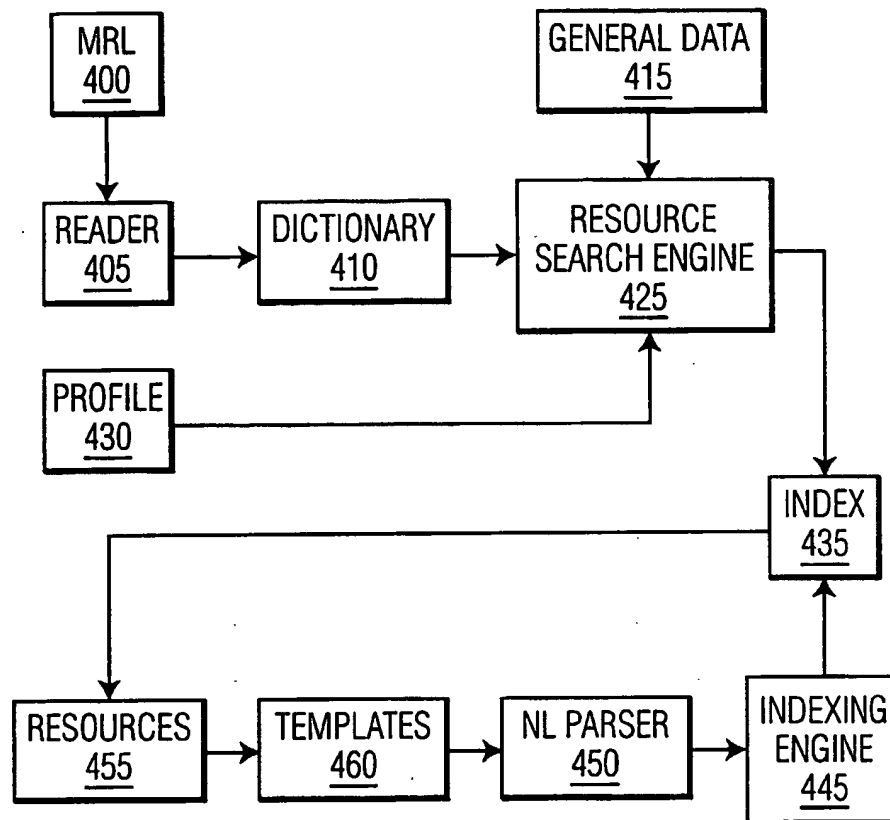 MRL
400
GENERAL DATA
415
READER
405
DICTIONARY
410
RESOURCE
SEARCH ENGINE
425
PROFILE
430
INDEX
435
RESOURCES
455
TEMPLATES
460
NL PARSER
450
INDEXING
ENGINE
445